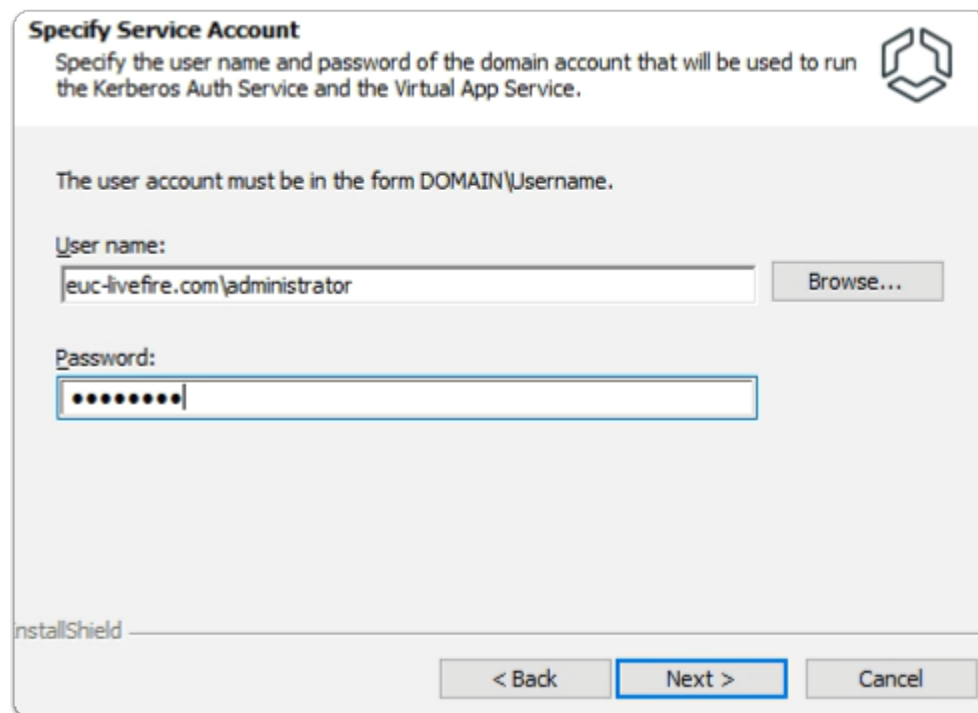 Specify Service Account
Specify the user name and password of the domain account that will be used to run
the Kerberos Auth Service and the Virtual App Service.
The user account must be in the form DOMAIN\Username.
User name:
euc-livefire.com\administrator
Browse...
Password:
••••••••
InstallShield
< Back
Next >
Cancel